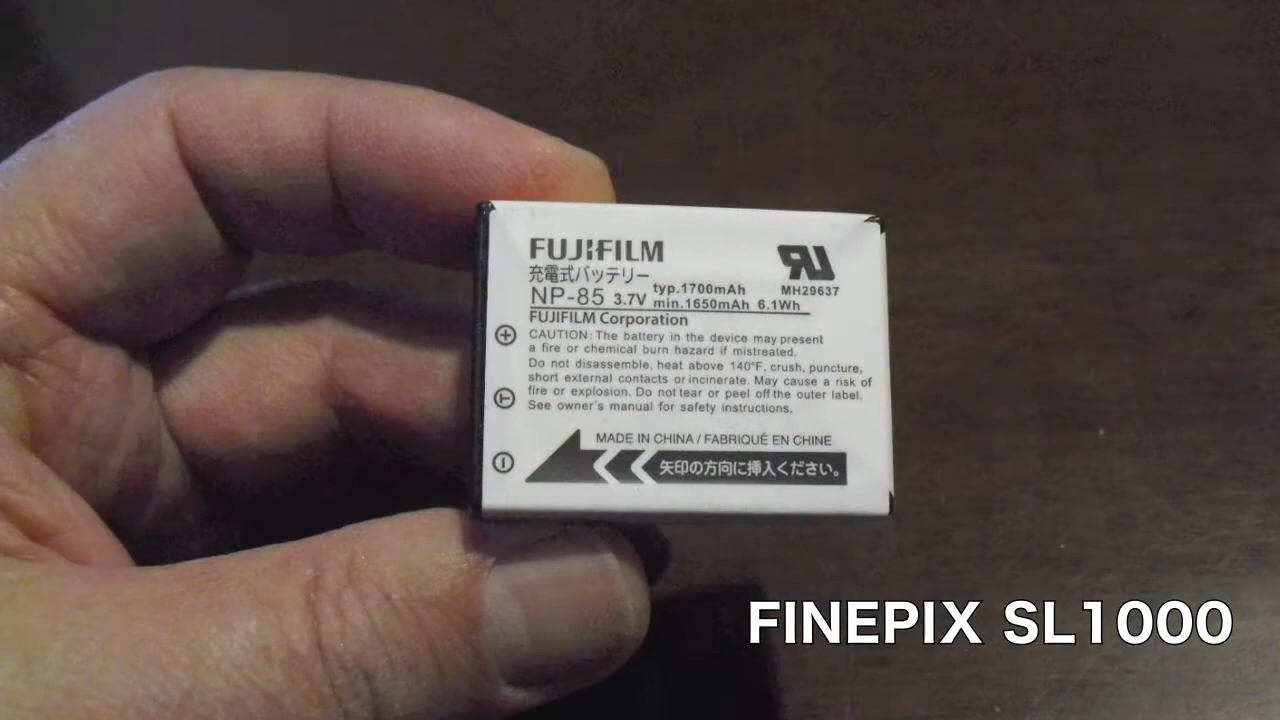 FUJIFILM
充電式バッテリー
NP-85 3.7V typ.1700mAh
min.1650mAh 6.1Wh
RU
MH29637
FUJIFILM Corporation
CAUTION: The battery in the device may present
a fire or chemical burn hazard if mistreated.
Do not disassemble, heat above 140°F, crush, puncture,
short external contacts or incinerate. May cause a risk of
fire or explosion. Do not tear or peel off the outer label.
See owner's manual for safety instructions.
MADE IN CHINA / FABRIQUÉ EN CHINE
矢印の方向に挿入ください。
+
T
-
FINEPIX SL1000